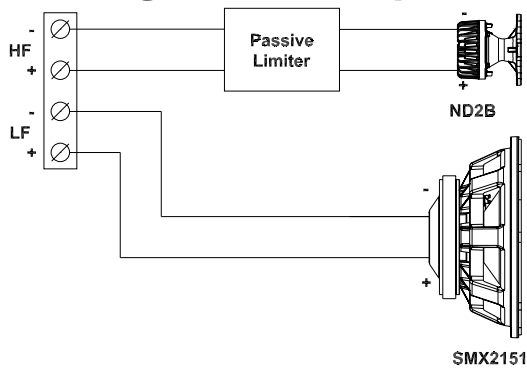 -
HF
+
-
LF
+
Passive
Limiter
-
+
ND2B
-
+
SMX2151